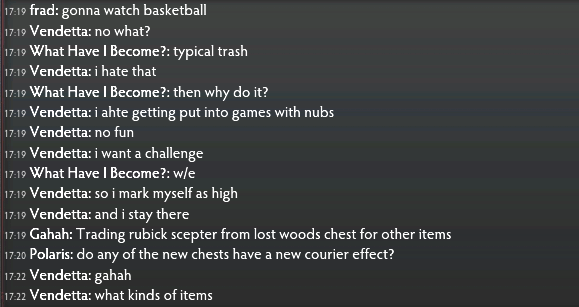 17:19 frad: gonna watch basketball
17:19 Vendetta: no what?
17:19 What Have I Become?: typical trash
17:19 Vendetta: i hate that
17:19 What Have I Become?: then why do it?
17:19 Vendetta: i ahte getting put into games with nubs
17:19 Vendetta: no fun
17:19 Vendetta: i want a challenge
17:19 What Have I Become?: w/e
17:19 Vendetta: so i mark myself as high
17:19 Vendetta: and i stay there
17:19 Gahah: Trading rubick scepter from lost woods chest for other items
17:20 Polaris: do any of the new chests have a new courier effect?
17:22 Vendetta: gahah
17:22 Vendetta: what kinds of items